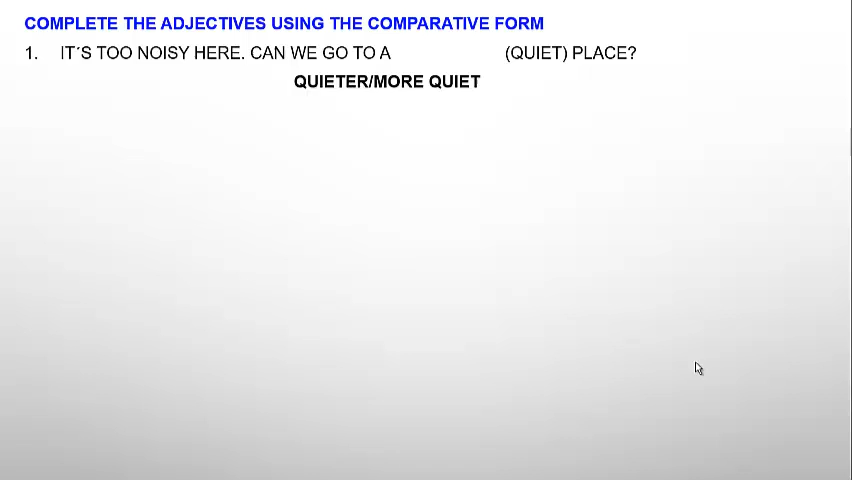 COMPLETE THE ADJECTIVES USING THE COMPARATIVE FORM
1. IT´S TOO NOISY HERE. CAN WE GO TO A (QUIET) PLACE?
QUIETER/MORE QUIET